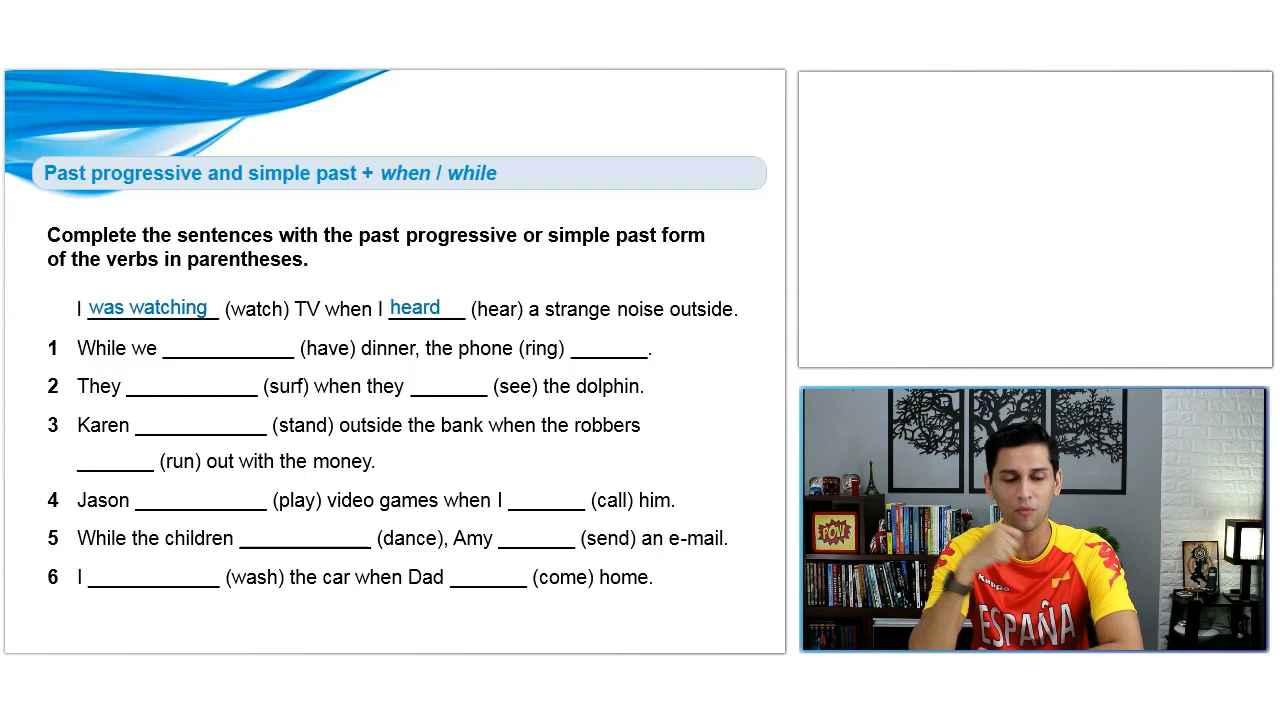 Past progressive and simple past + when / while
Complete the sentences with the past progressive or simple past form
of the verbs in parentheses.
I was watching (watch) TV when I heard (hear) a strange noise outside.
1 While we ____________ (have) dinner, the phone (ring) _______.
2 They ____________ (surf) when they _______ (see) the dolphin.
3 Karen ____________ (stand) outside the bank when the robbers
_______ (run) out with the money.
4 Jason ____________ (play) video games when I _______ (call) him.
5 While the children ____________ (dance), Amy _______ (send) an e-mail.
6 I ____________ (wash) the car when Dad _______ (come) home.
POW
Kappa
ESPAÑA